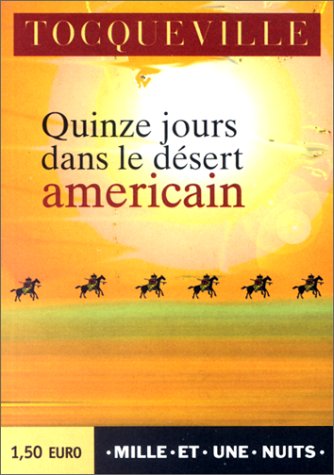 TOCQUEVILLE
Quinze jours
dans le désert
americain
1,50 EURO
·MILLE·ET·UNE·NUITS·